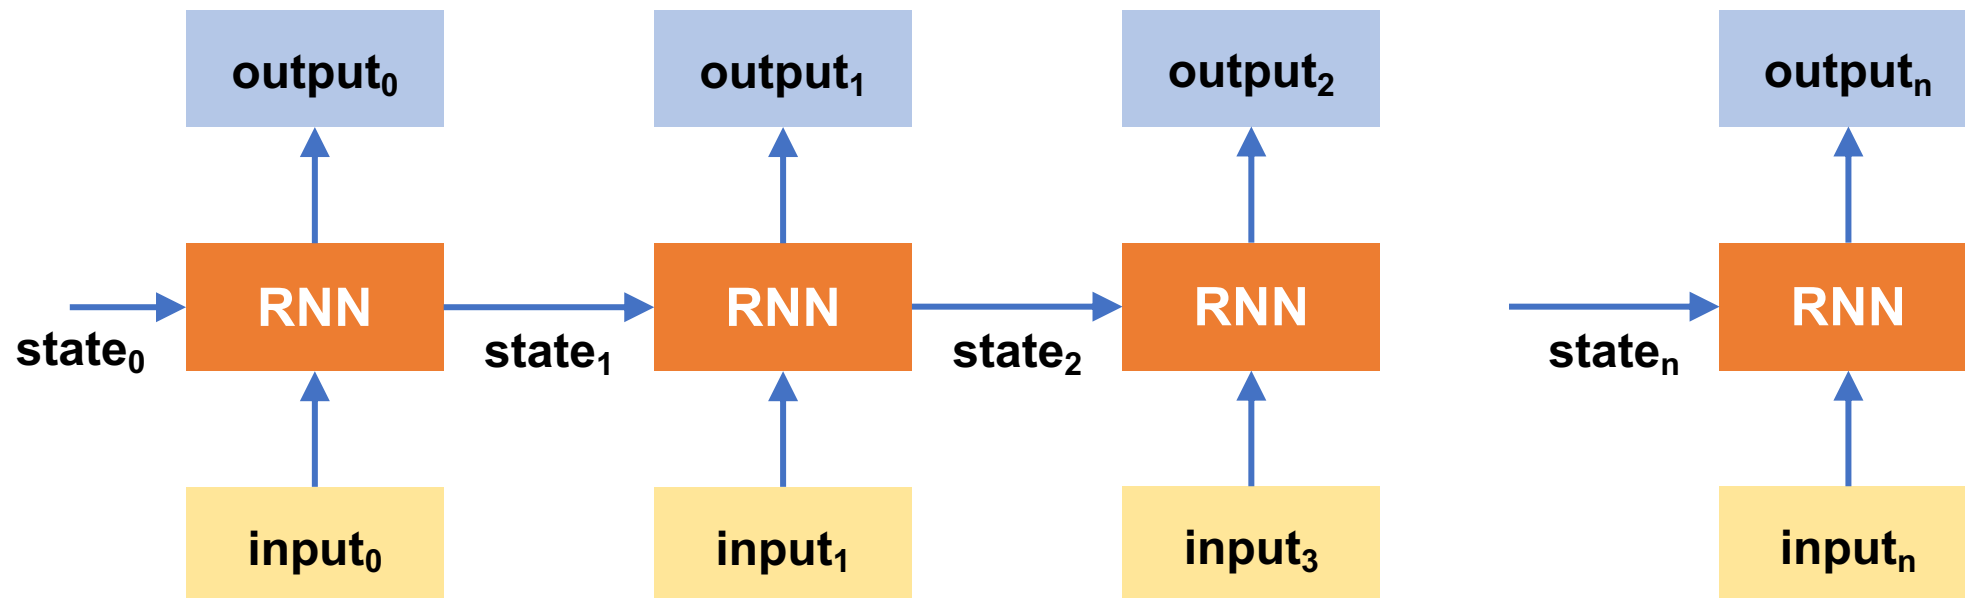 output₀ output₁ output₂ outputₙ
RNN RNN RNN RNN
state₀ state₁ state₂ stateₙ
input₀ input₁ input₃ inputₙ